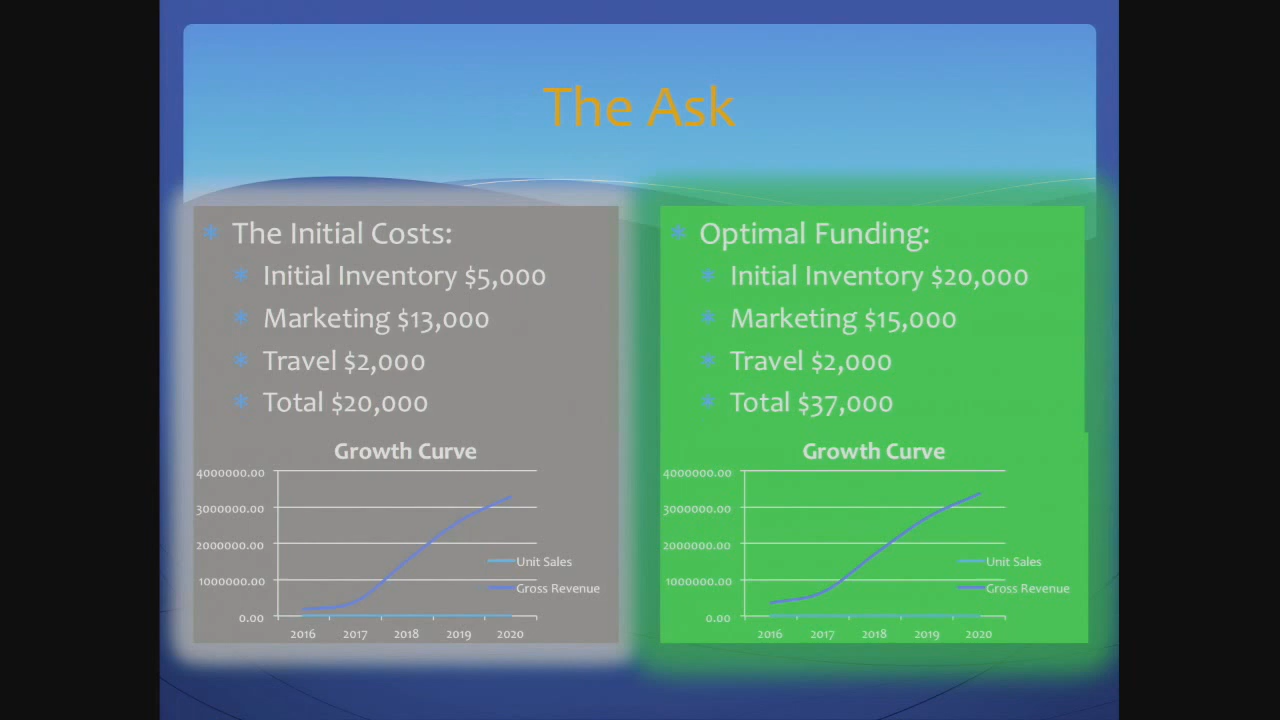 The Ask
The Initial Costs:
Initial Inventory $5,000
Marketing $13,000
Travel $2,000
Total $20,000
Growth Curve
4000000.00
3000000.00
2000000.00
1000000.00
0.00
2016 2017 2018 2019 2020
Unit Sales
Gross Revenue
Optimal Funding:
Initial Inventory $20,000
Marketing $15,000
Travel $2,000
Total $37,000
Growth Curve
4000000.00
3000000.00
2000000.00
1000000.00
0.00
2016 2017 2018 2019 2020
Unit Sales
Gross Revenue